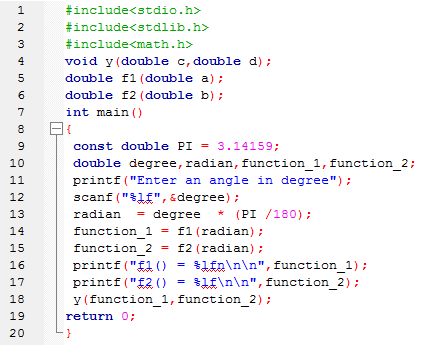 1 #include<stdio.h>
2 #include<stdlib.h>
3 #include<math.h>
4 void y(double c,double d);
5 double f1(double a);
6 double f2(double b);
7 int main()
8 {
9 const double PI = 3.14159;
10 double degree,radian,function_1,function_2;
11 printf("Enter an angle in degree");
12 scanf("%lf",&degree);
13 radian = degree * (PI /180);
14 function_1 = f1(radian);
15 function_2 = f2(radian);
16 printf("f1() = %lfn\n\n",function_1);
17 printf("f2() = %lf\n\n",function_2);
18 y(function_1,function_2);
19 return 0;
20 }